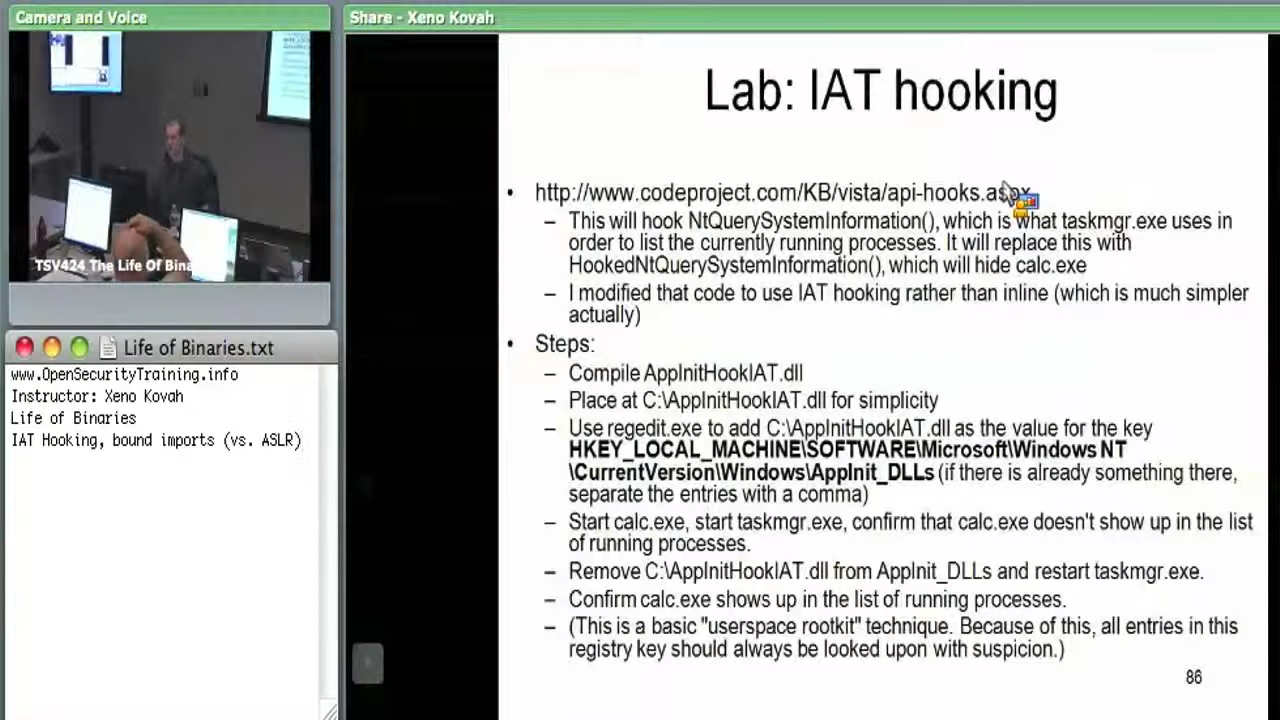 Camera and Voice
Share - Xeno Kovah
TSV424 The Life Of Bina
Life of Binaries.txt
www.OpenSecurityTraining.info
Instructor: Xeno Kovah
Life of Binaries
IAT Hooking, bound imports (vs. ASLR)
Lab: IAT hooking
• http://www.codeproject.com/KB/vista/api-hooks.aspx
– This will hook NtQuerySystemInformation(), which is what taskmgr.exe uses in
order to list the currently running processes. It will replace this with
HookedNtQuerySystemInformation(), which will hide calc.exe
– I modified that code to use IAT hooking rather than inline (which is much simpler
actually)
• Steps:
– Compile AppInitHookIAT.dll
– Place at C:\AppInitHookIAT.dll for simplicity
– Use regedit.exe to add C:\AppInitHookIAT.dll as the value for the key
HKEY_LOCAL_MACHINE\SOFTWARE\Microsoft\Windows NT
\CurrentVersion\Windows\AppInit_DLLs (if there is already something there,
separate the entries with a comma)
– Start calc.exe, start taskmgr.exe, confirm that calc.exe doesn't show up in the list
of running processes.
– Remove C:\AppInitHookIAT.dll from AppInit_DLLs and restart taskmgr.exe.
– Confirm calc.exe shows up in the list of running processes.
– (This is a basic "userspace rootkit" technique. Because of this, all entries in this
registry key should always be looked upon with suspicion.)
86